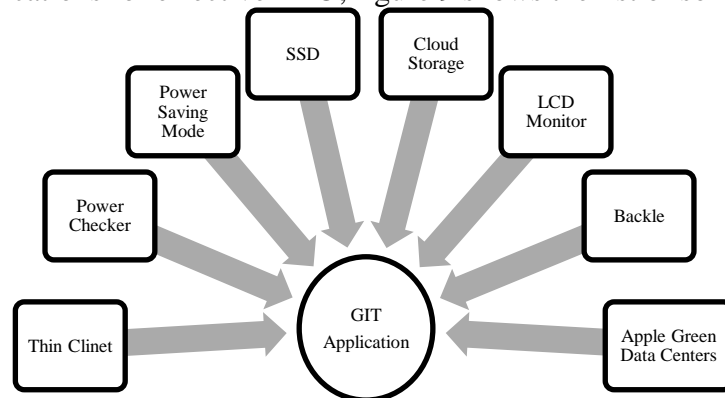 SSD
Cloud
Storage
Power
Saving
Mode
LCD
Monitor
Power
Checker
Backle
Thin Clinet
GIT
Application
Apple Green
Data Centers